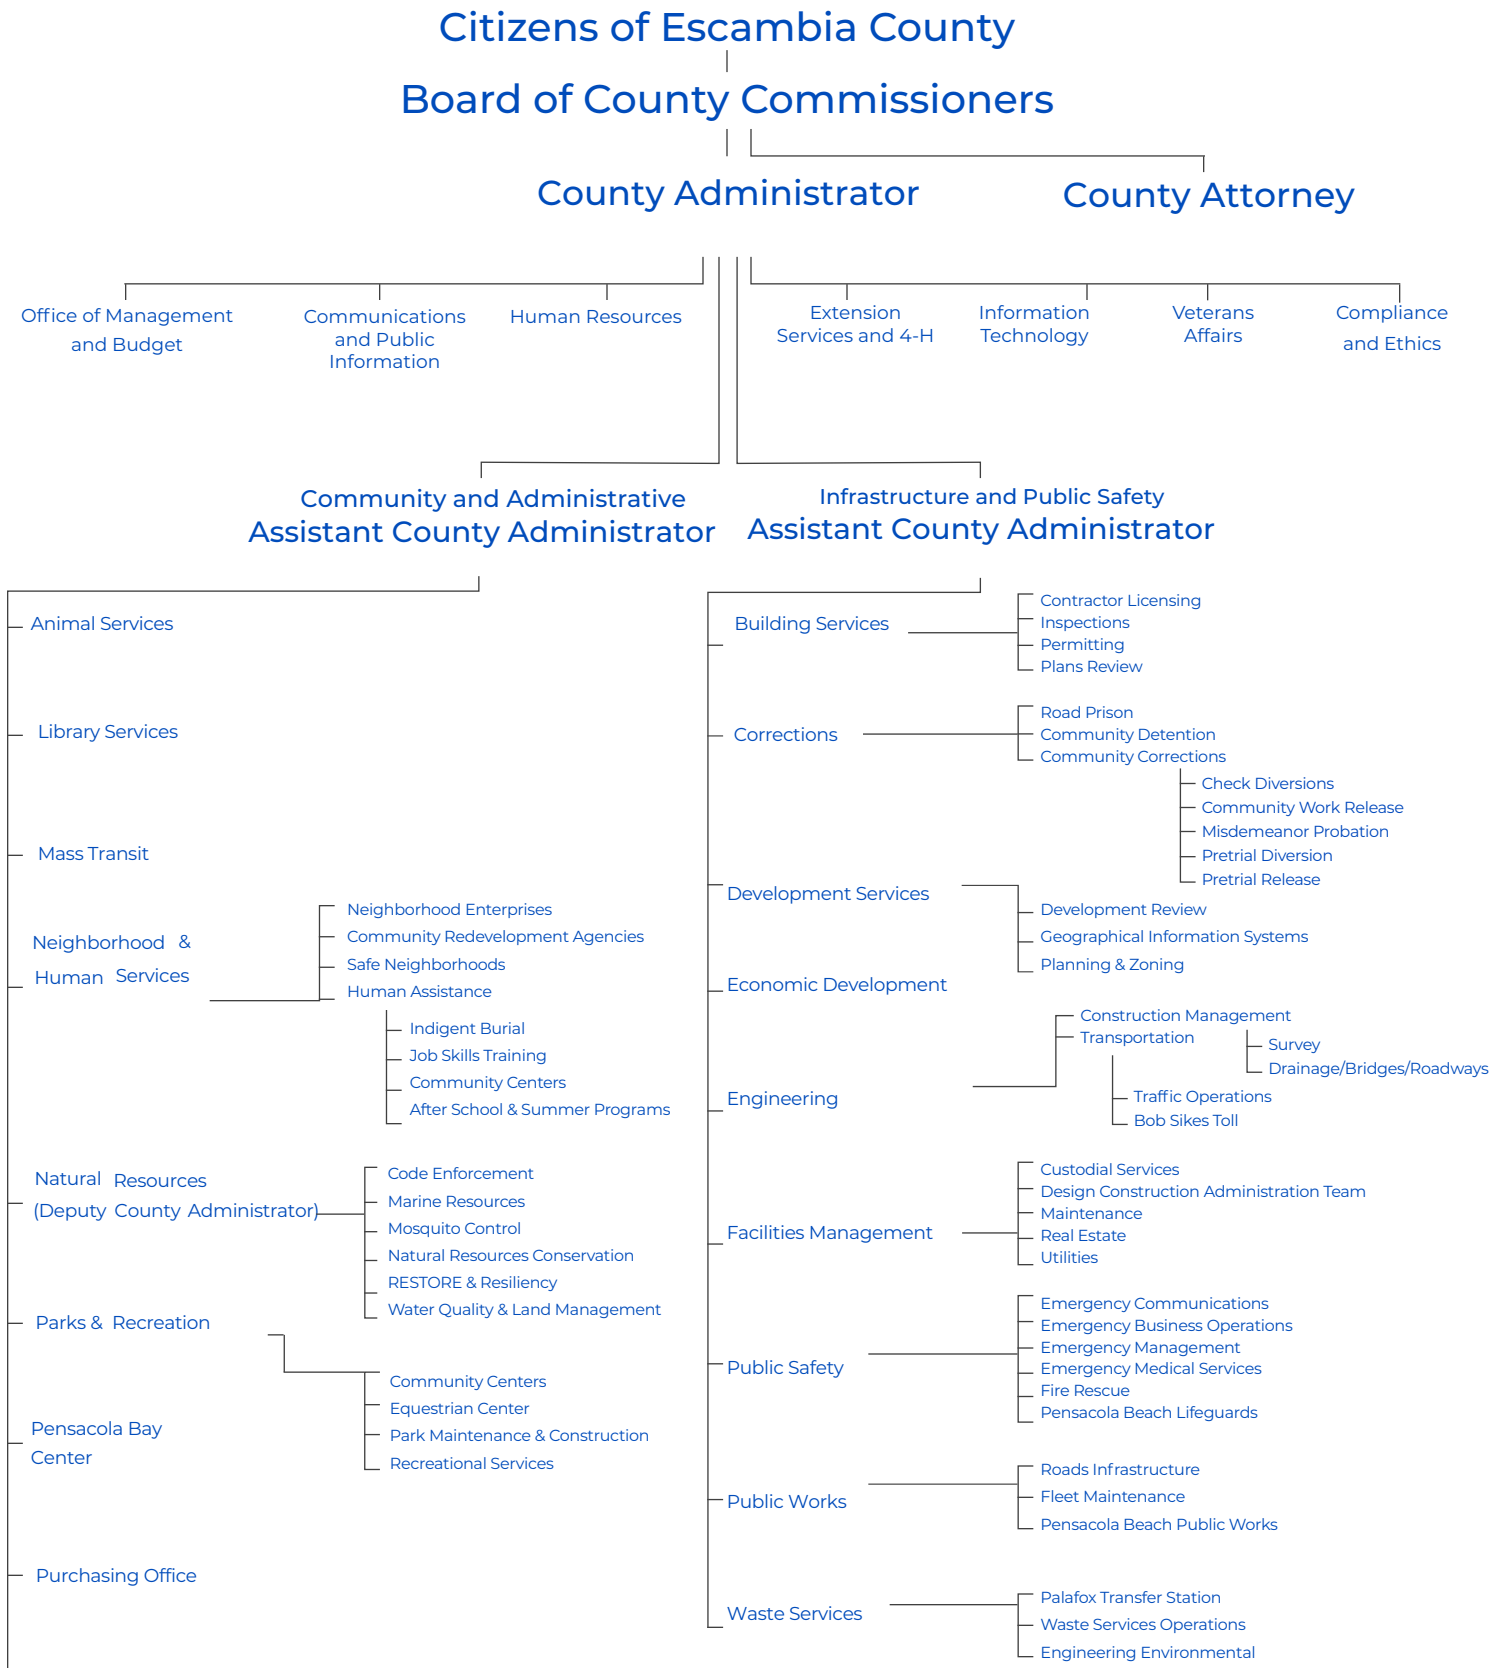 Citizens of Escambia County
Board of County Commissioners
County Administrator
County Attorney
Office of Management
and Budget
Communications
and Public
Information
Human Resources
Extension
Services and 4-H
Information
Technology
Veterans
Affairs
Compliance
and Ethics
Community and Administrative
Assistant County Administrator
Infrastructure and Public Safety
Assistant County Administrator
Animal Services
Library Services
Mass Transit
Neighborhood &
Human Services
Neighborhood Enterprises
Community Redevelopment Agencies
Safe Neighborhoods
Human Assistance
Indigent Burial
Job Skills Training
Community Centers
After School & Summer Programs
Natural Resources
(Deputy County Administrator)
Code Enforcement
Marine Resources
Mosquito Control
Natural Resources Conservation
RESTORE & Resiliency
Water Quality & Land Management
Parks & Recreation
Community Centers
Equestrian Center
Park Maintenance & Construction
Recreational Services
Pensacola Bay
Center
Purchasing Office
Building Services
Contractor Licensing
Inspections
Permitting
Plans Review
Corrections
Road Prison
Community Detention
Community Corrections
Check Diversions
Community Work Release
Misdemeanor Probation
Pretrial Diversion
Pretrial Release
Development Services
Development Review
Geographical Information Systems
Planning & Zoning
Economic Development
Engineering
Construction Management
Transportation
Survey
Drainage/Bridges/Roadways
Traffic Operations
Bob Sikes Toll
Facilities Management
Custodial Services
Design Construction Administration Team
Maintenance
Real Estate
Utilities
Public Safety
Emergency Communications
Emergency Business Operations
Emergency Management
Emergency Medical Services
Fire Rescue
Pensacola Beach Lifeguards
Public Works
Roads Infrastructure
Fleet Maintenance
Pensacola Beach Public Works
Waste Services
Palafox Transfer Station
Waste Services Operations
Engineering Environmental